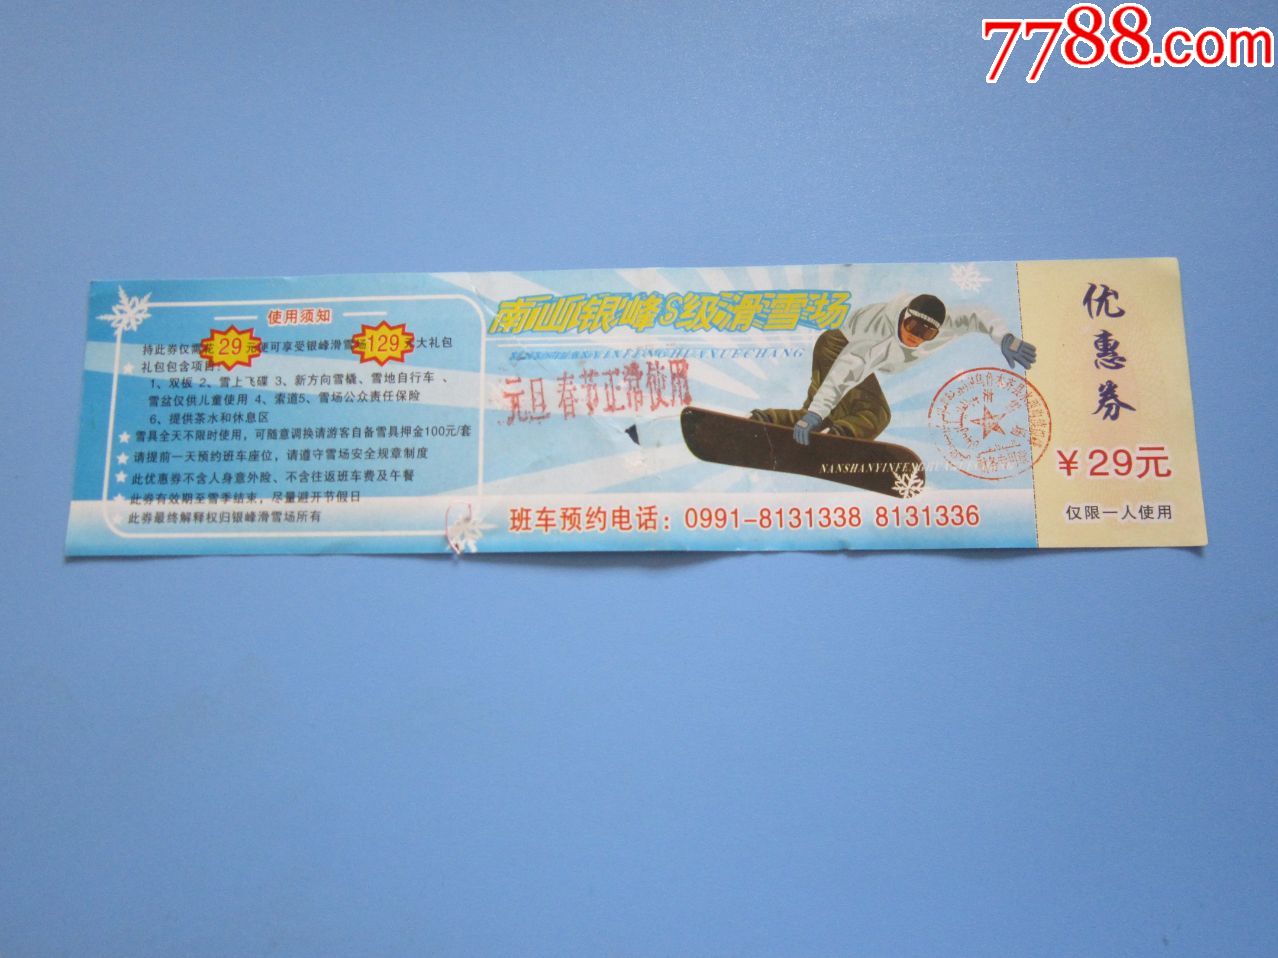 7788.com
使用须知
持此券仅需花29元便可享受银峰滑雪场129元大礼包
礼包包含项目：
1、双板 2、雪上飞碟 3、新方向雪橇、雪地自行车、
雪盆仅供儿童使用 4、索道5、雪场公众责任保险
6、提供茶水和休息区
雪具全天不限时使用，可随意调换请游客自备雪具押金100元/套
请提前一天预约班车座位，请遵守雪场安全规章制度
此优惠券不含人身意外险、不含往返班车费及午餐
此券有效期至雪季结束，尽量避开节假日
此券最终解释权归银峰滑雪场所有
南山银峰S级滑雪场
元旦 春节正常使用
班车预约电话：0991-8131338 8131336
优惠券
¥29元
仅限一人使用